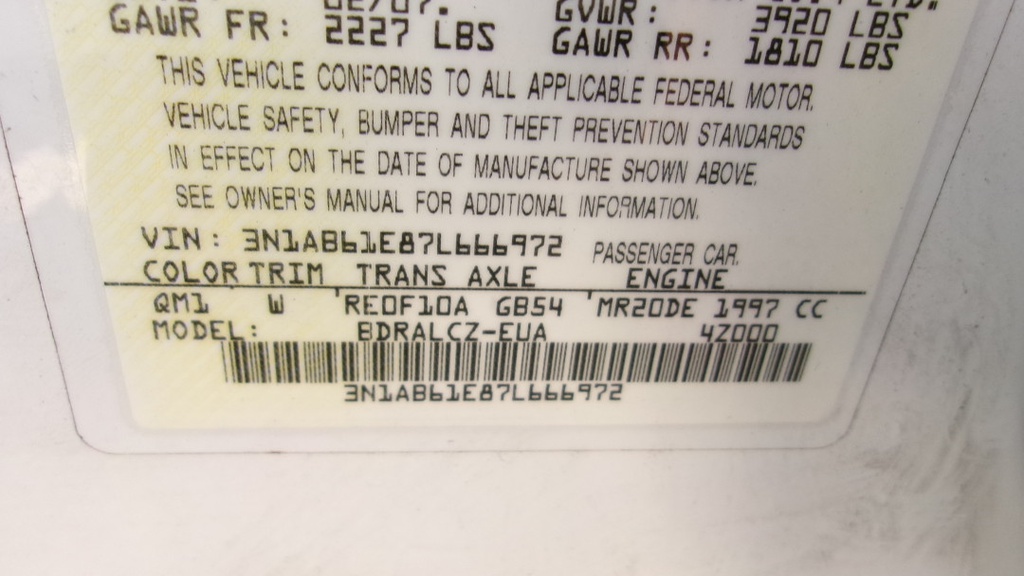 02/07. GVWR: 3920 LBS
GAWR FR: 2227 LBS GAWR RR: 1810 LBS
THIS VEHICLE CONFORMS TO ALL APPLICABLE FEDERAL MOTOR.
VEHICLE SAFETY, BUMPER AND THEFT PREVENTION STANDARDS
IN EFFECT ON THE DATE OF MANUFACTURE SHOWN ABOVE.
SEE OWNER'S MANUAL FOR ADDITIONAL INFORMATION.
VIN: 3N1AB61E87L666972 PASSENGER CAR.
COLOR TRIM TRANS AXLE ENGINE
QM1 W 'RE0F10A GB54 'MR20DE 1997 CC
MODEL: BDRALCZ-EUA 4Z000
3N1AB61E87L666972